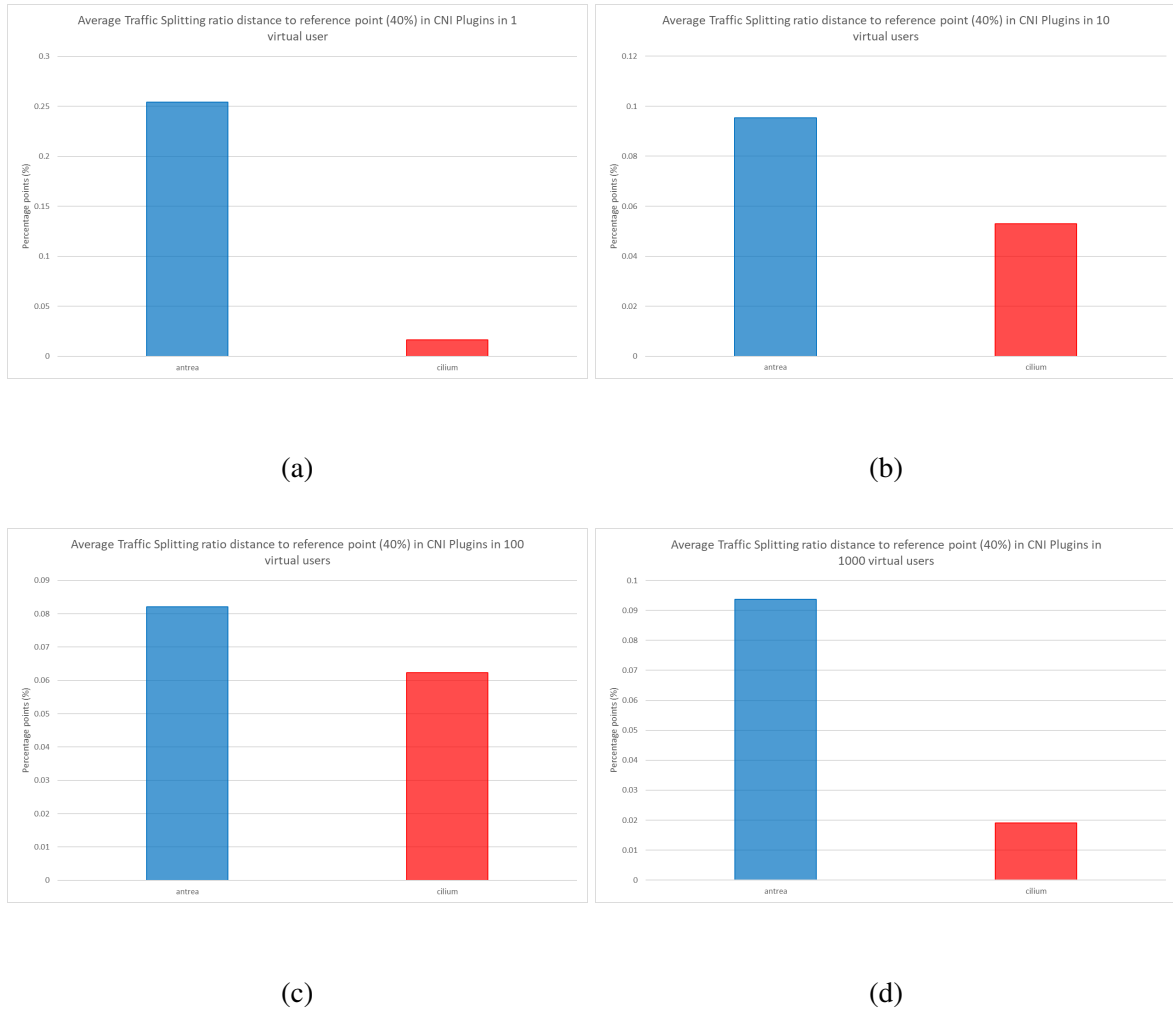 Average Traffic Splitting ratio distance to reference point (40%) in CNI Plugins in 1
virtual user
0.3
0.25
0.2
0.15
0.1
0.05
0
Percentage points (%)
antrea
cilium
(a)
Average Traffic Splitting ratio distance to reference point (40%) in CNI Plugins in 10
virtual users
0.12
0.1
0.08
0.06
0.04
0.02
0
Percentage points (%)
antrea
cilium
(b)
Average Traffic Splitting ratio distance to reference point (40%) in CNI Plugins in 100
virtual users
0.09
0.08
0.07
0.06
0.05
0.04
0.03
0.02
0.01
0
Percentage points (%)
antrea
cilium
(c)
Average Traffic Splitting ratio distance to reference point (40%) in CNI Plugins in
1000 virtual users
0.1
0.09
0.08
0.07
0.06
0.05
0.04
0.03
0.02
0.01
0
Percentage points (%)
antrea
cilium
(d)